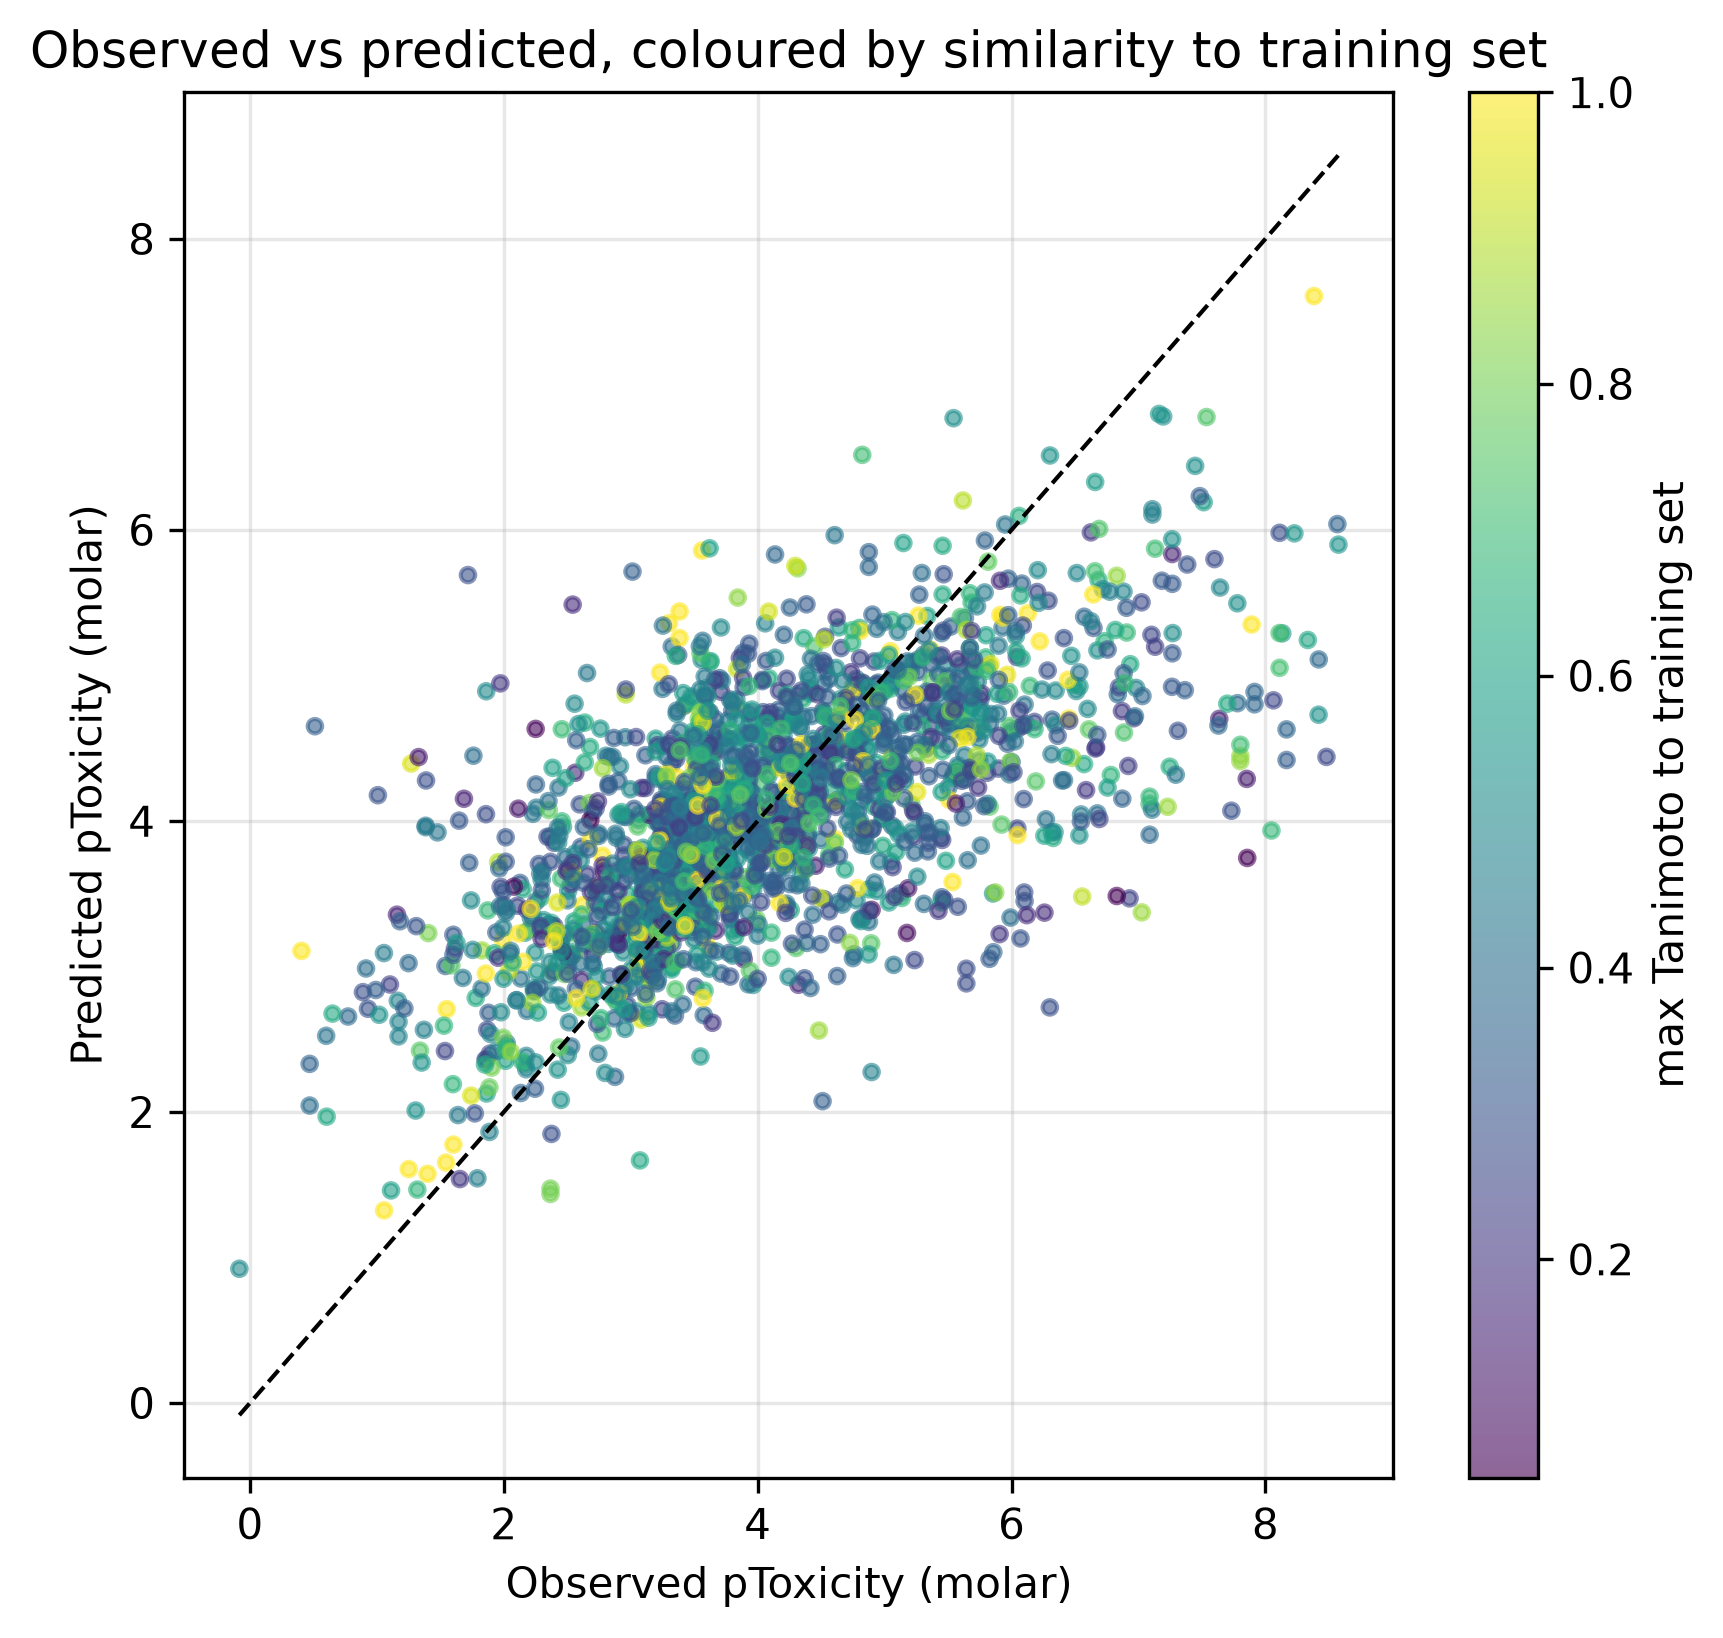 Observed vs predicted, coloured by similarity to training set
8
6
4
2
0
Predicted pToxicity (molar)
0 2 4 6 8
Observed pToxicity (molar)
1.0
0.8
0.6
0.4
0.2
max Tanimoto to training set